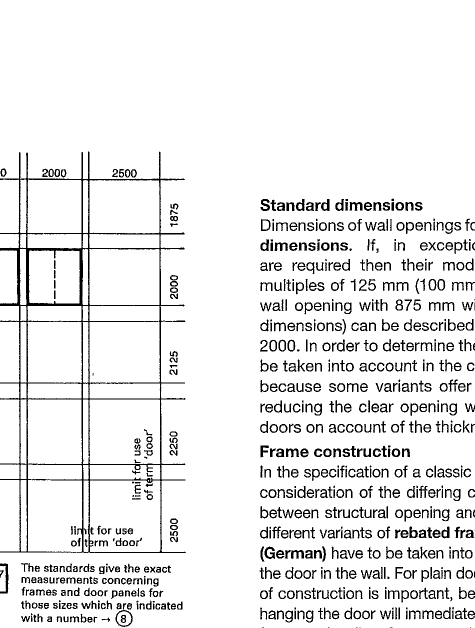 0
2000
2500
1875
2000
2125
2250
2500
limit for use
of term 'door'
limit for use
of term 'door'
The standards give the exact
measurements concerning
frames and door panels for
those sizes which are indicated
with a number → 8
Standard dimensions
Dimensions of wall openings fo
dimensions. If, in exceptio
are required then their mod
multiples of 125 mm (100 mm
wall opening with 875 mm wi
dimensions) can be described
2000. In order to determine the
be taken into account in the c
because some variants offer
reducing the clear opening w
doors on account of the thickn
Frame construction
In the specification of a classic
consideration of the differing c
between structural opening and
different variants of rebated fra
(German) have to be taken into
the door in the wall. For plain doo
of construction is important, be
hanging the door will immediate